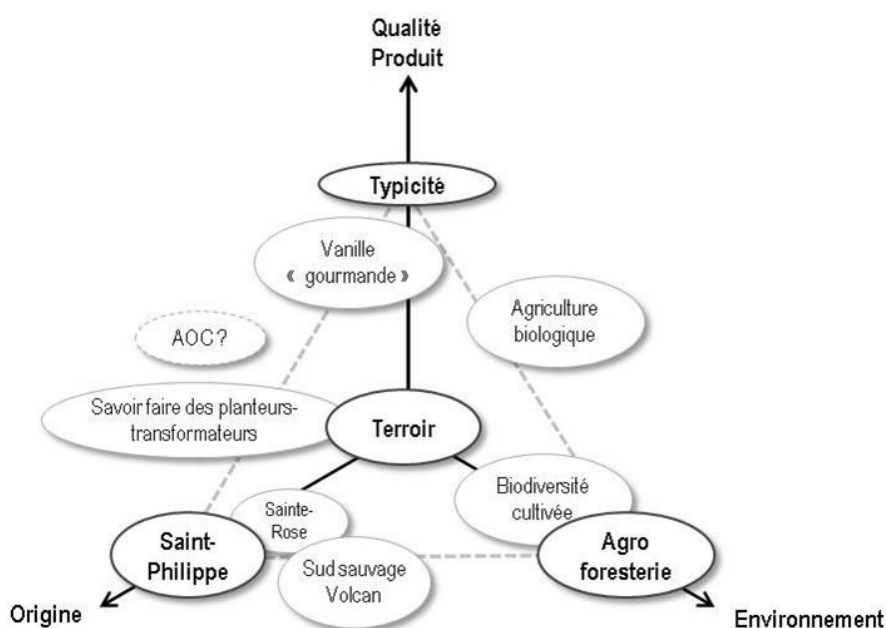 Qualité
Produit
Typicité
Vanille
« gourmande »
Agriculture
biologique
AOC ?
Savoir faire des planteurs-
transformateurs
Terroir
Biodiversité
cultivée
Sainte-
Rose
Saint-
Philippe
Agro
foresterie
Sud sauvage
Volcan
Origine
Environnement